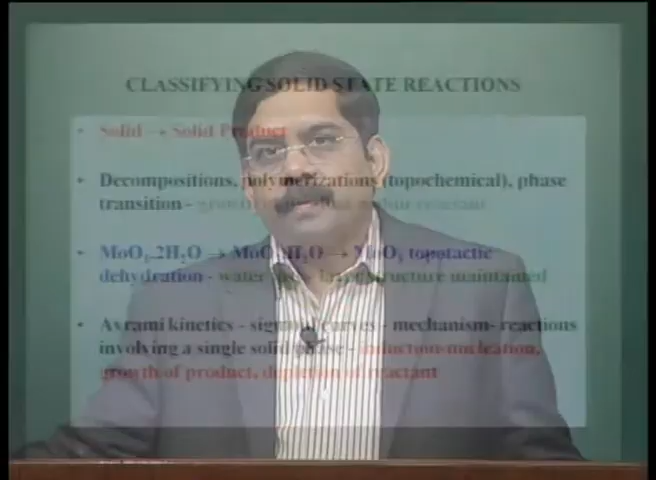 CLASSIFYING SOLID STATE REACTIONS
• Solid → Solid Product
• Decompositions, polymerizations (topochemical), phase
transition - growth
• MoO₃.2H₂O → MoO₃.H₂O → MoO₃ topotactic
dehydration - water layer structure maintained
• Avrami kinetics - sigmoid curves - mechanism- reactions
involving a single solid phase - induction-nucleation,
growth of product, depletion of reactant